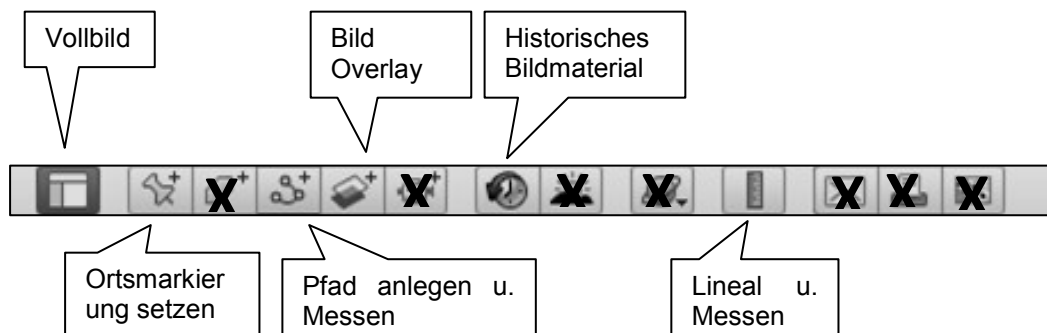 Vollbild
Bild
Overlay
Historisches
Bildmaterial
X
X
X
X
X
X
X
Ortsmarkier
ung setzen
Pfad anlegen u.
Messen
Lineal u.
Messen